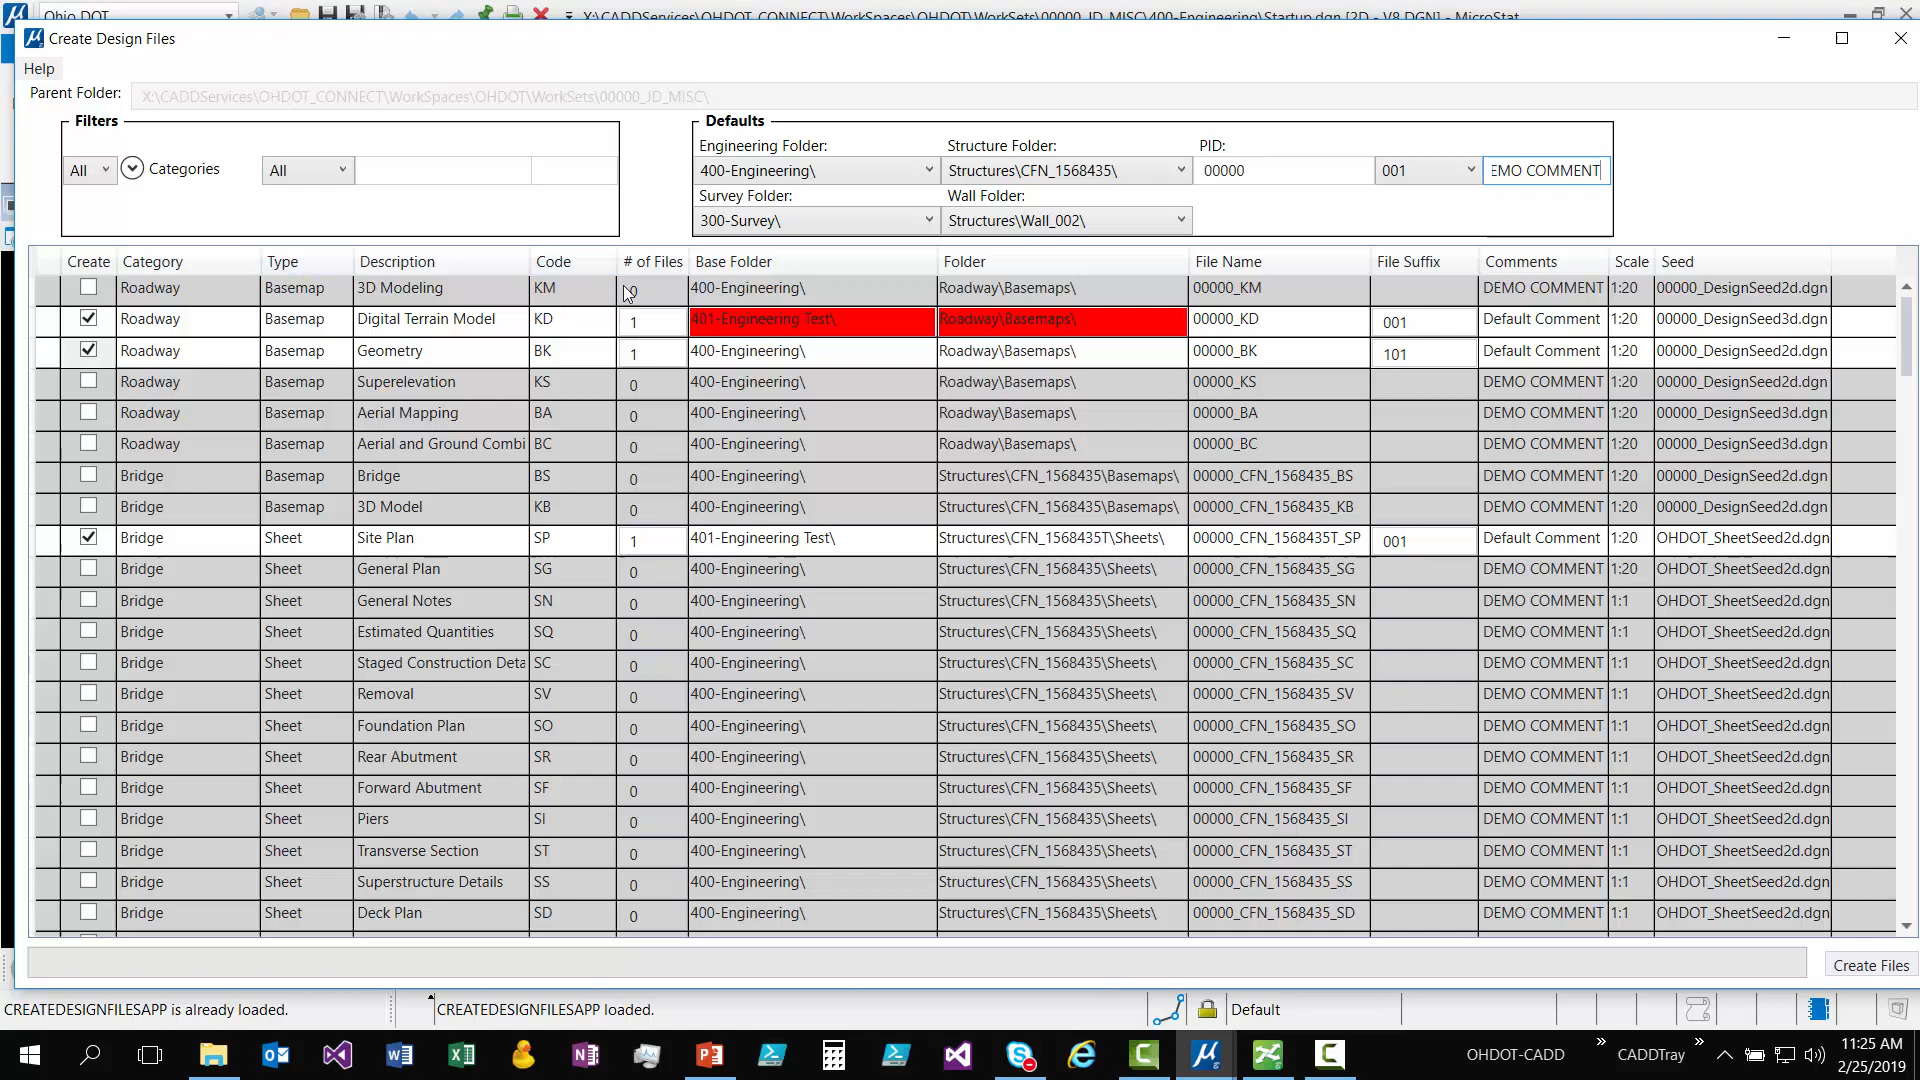 Ohio DOT X:\CADDServices\OHDOT_CONNECT\WorkSpaces\OHDOT\WorkSets\00000_JD_MISC\400-Engineering\Startup.dgn [2D - V8 DGN] - MicroStat
Create Design Files
Help
Parent Folder: X:\CADDServices\OHDOT_CONNECT\WorkSpaces\OHDOT\WorkSets\00000_JD_MISC\
Filters Defaults
Engineering Folder: Structure Folder: PID:
All Categories All 400-Engineering\ Structures\CFN_1568435\ 00000 001 EMO COMMENT
Survey Folder: Wall Folder:
300-Survey\ Structures\Wall_002\
Create Category Type Description Code # of Files Base Folder Folder File Name File Suffix Comments Scale Seed
Roadway Basemap 3D Modeling KM 0 400-Engineering\ Roadway\Basemaps\ 00000_KM DEMO COMMENT 1:20 00000_DesignSeed2d.dgn
Roadway Basemap Digital Terrain Model KD 1 401-Engineering Test\ Roadway\Basemaps\ 00000_KD 001 Default Comment 1:20 00000_DesignSeed3d.dgn
Roadway Basemap Geometry BK 1 400-Engineering\ Roadway\Basemaps\ 00000_BK 101 Default Comment 1:20 00000_DesignSeed2d.dgn
Roadway Basemap Superelevation KS 0 400-Engineering\ Roadway\Basemaps\ 00000_KS DEMO COMMENT 1:20 00000_DesignSeed2d.dgn
Roadway Basemap Aerial Mapping BA 0 400-Engineering\ Roadway\Basemaps\ 00000_BA DEMO COMMENT 1:20 00000_DesignSeed3d.dgn
Roadway Basemap Aerial and Ground Combi BC 0 400-Engineering\ Roadway\Basemaps\ 00000_BC DEMO COMMENT 1:20 00000_DesignSeed3d.dgn
Bridge Basemap Bridge BS 0 400-Engineering\ Structures\CFN_1568435\Basemaps\ 00000_CFN_1568435_BS DEMO COMMENT 1:20 00000_DesignSeed2d.dgn
Bridge Basemap 3D Model KB 0 400-Engineering\ Structures\CFN_1568435\Basemaps\ 00000_CFN_1568435_KB DEMO COMMENT 1:20 00000_DesignSeed2d.dgn
Bridge Sheet Site Plan SP 1 401-Engineering Test\ Structures\CFN_1568435T\Sheets\ 00000_CFN_1568435T_SP 001 Default Comment 1:20 OHDOT_SheetSeed2d.dgn
Bridge Sheet General Plan SG 0 400-Engineering\ Structures\CFN_1568435\Sheets\ 00000_CFN_1568435_SG DEMO COMMENT 1:20 OHDOT_SheetSeed2d.dgn
Bridge Sheet General Notes SN 0 400-Engineering\ Structures\CFN_1568435\Sheets\ 00000_CFN_1568435_SN DEMO COMMENT 1:1 OHDOT_SheetSeed2d.dgn
Bridge Sheet Estimated Quantities SQ 0 400-Engineering\ Structures\CFN_1568435\Sheets\ 00000_CFN_1568435_SQ DEMO COMMENT 1:1 OHDOT_SheetSeed2d.dgn
Bridge Sheet Staged Construction Deta SC 0 400-Engineering\ Structures\CFN_1568435\Sheets\ 00000_CFN_1568435_SC DEMO COMMENT 1:1 OHDOT_SheetSeed2d.dgn
Bridge Sheet Removal SV 0 400-Engineering\ Structures\CFN_1568435\Sheets\ 00000_CFN_1568435_SV DEMO COMMENT 1:1 OHDOT_SheetSeed2d.dgn
Bridge Sheet Foundation Plan SO 0 400-Engineering\ Structures\CFN_1568435\Sheets\ 00000_CFN_1568435_SO DEMO COMMENT 1:1 OHDOT_SheetSeed2d.dgn
Bridge Sheet Rear Abutment SR 0 400-Engineering\ Structures\CFN_1568435\Sheets\ 00000_CFN_1568435_SR DEMO COMMENT 1:1 OHDOT_SheetSeed2d.dgn
Bridge Sheet Forward Abutment SF 0 400-Engineering\ Structures\CFN_1568435\Sheets\ 00000_CFN_1568435_SF DEMO COMMENT 1:1 OHDOT_SheetSeed2d.dgn
Bridge Sheet Piers SI 0 400-Engineering\ Structures\CFN_1568435\Sheets\ 00000_CFN_1568435_SI DEMO COMMENT 1:1 OHDOT_SheetSeed2d.dgn
Bridge Sheet Transverse Section ST 0 400-Engineering\ Structures\CFN_1568435\Sheets\ 00000_CFN_1568435_ST DEMO COMMENT 1:1 OHDOT_SheetSeed2d.dgn
Bridge Sheet Superstructure Details SS 0 400-Engineering\ Structures\CFN_1568435\Sheets\ 00000_CFN_1568435_SS DEMO COMMENT 1:1 OHDOT_SheetSeed2d.dgn
Bridge Sheet Deck Plan SD 0 400-Engineering\ Structures\CFN_1568435\Sheets\ 00000_CFN_1568435_SD DEMO COMMENT 1:1 OHDOT_SheetSeed2d.dgn
Create Files
CREATEDESIGNFILESAPP is already loaded. CREATEDESIGNFILESAPP loaded. Default
OHDOT-CADD CADDTray 11:25 AM
2/25/2019